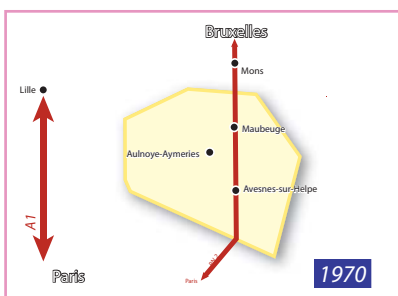 Bruxelles
Mons
Lille
Maubeuge
Aulnoye-Aymeries
Avesnes-sur-Helpe
A1
Paris
Paris
1970